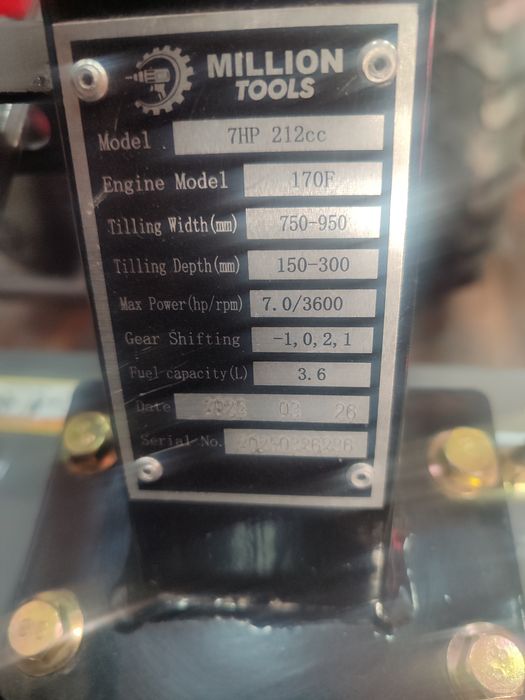 MILLION
TOOLS
Model . 7HP 212cc
Engine Model 170F
Tilling Width(mm) 750-950
Tilling Depth(mm) 150-300
Max Power(hp/rpm) 7.0/3600
Gear Shifting -1,0,2,1
Fuel capacity(L) 3.6
Date 03 26
Serial No.